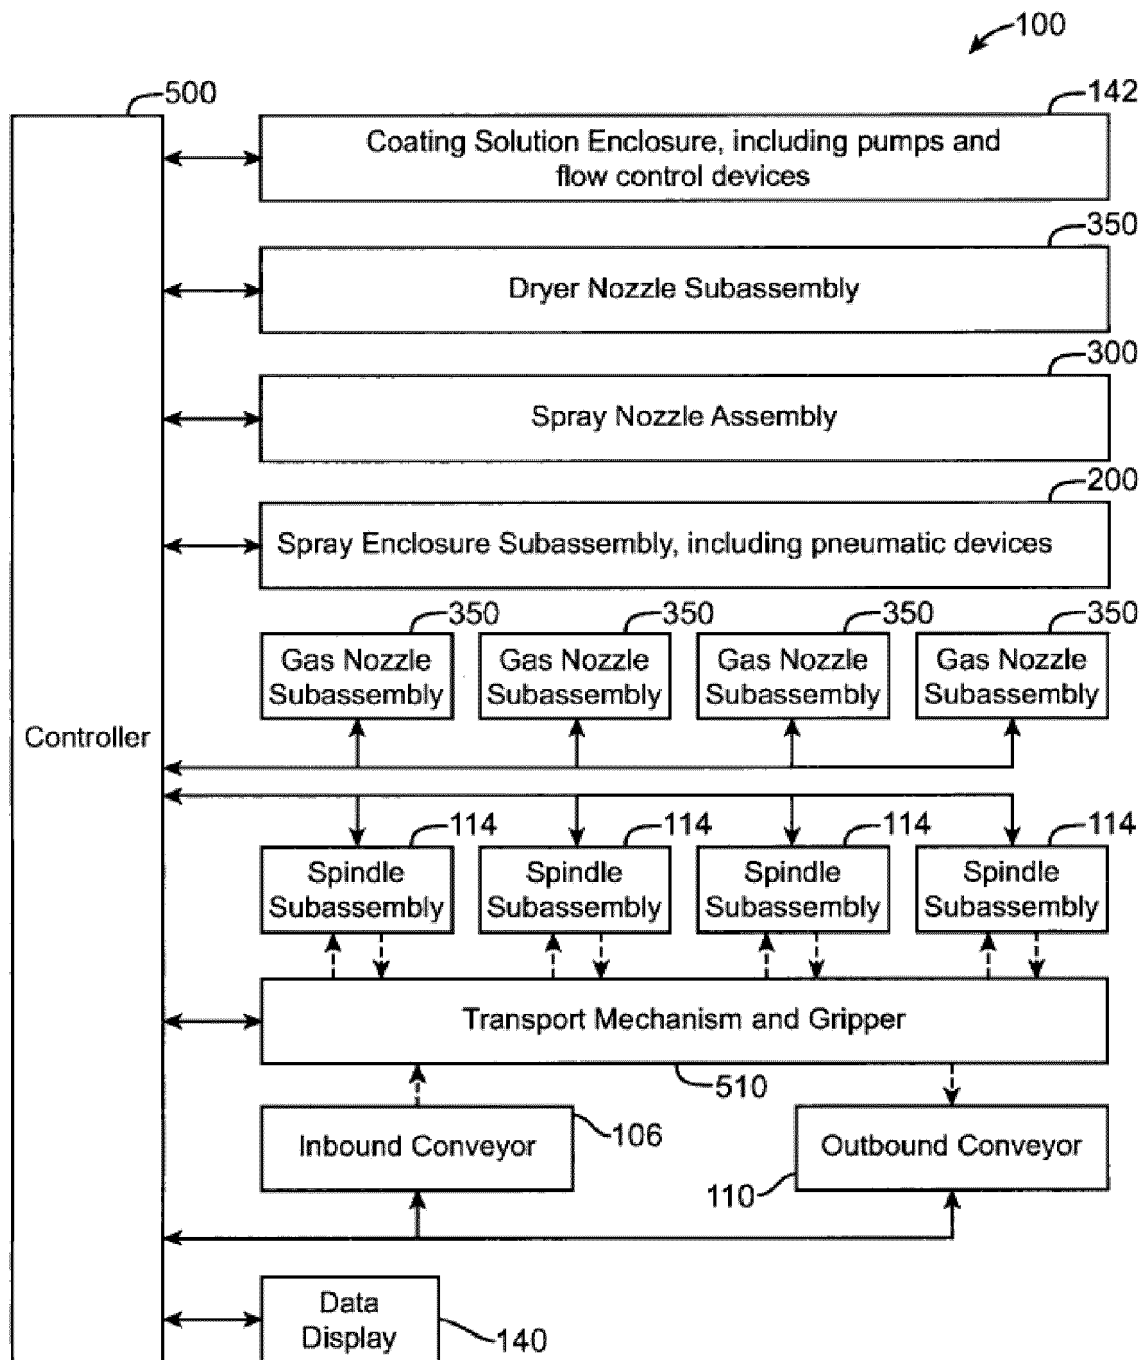 100
500
142
Coating Solution Enclosure, including pumps and
flow control devices
350
Dryer Nozzle Subassembly
300
Spray Nozzle Assembly
200
Spray Enclosure Subassembly, including pneumatic devices
350 350 350 350
Gas Nozzle Gas Nozzle Gas Nozzle Gas Nozzle
Subassembly Subassembly Subassembly Subassembly
Controller
114 114 114 114
Spindle Spindle Spindle Spindle
Subassembly Subassembly Subassembly Subassembly
Transport Mechanism and Gripper
510
Inbound Conveyor
106
Outbound Conveyor
110
Data
Display
140